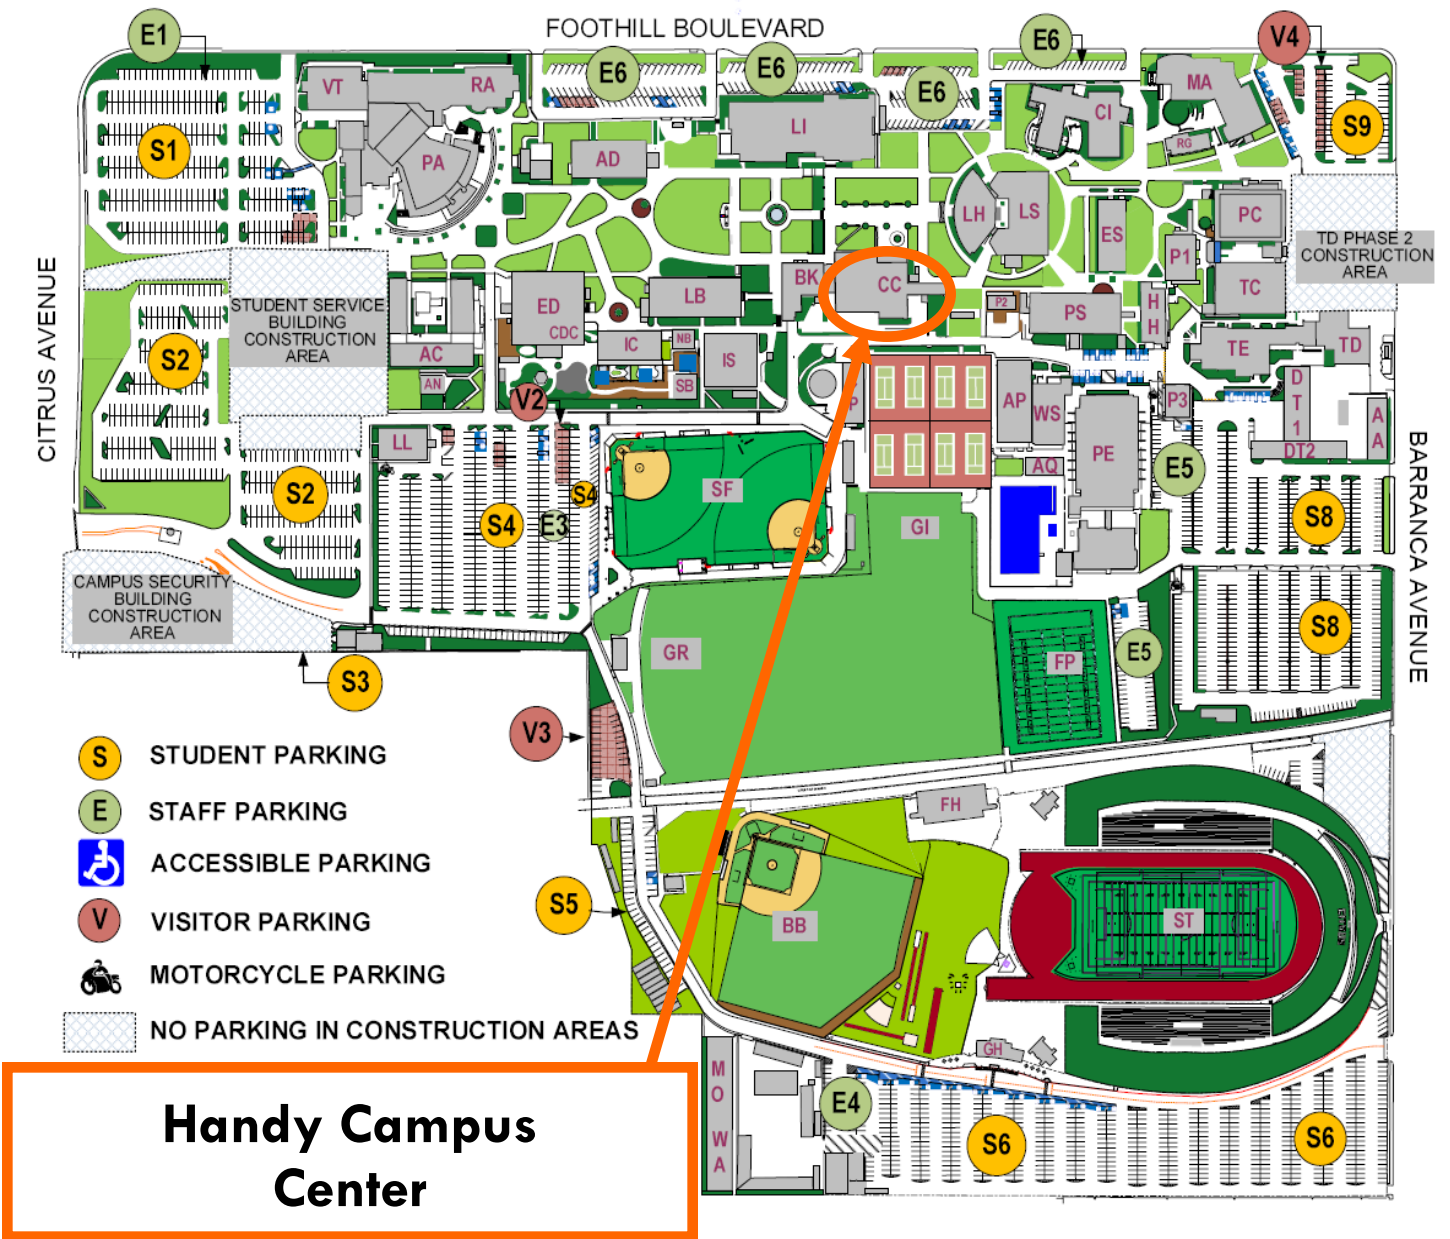 FOOTHILL BOULEVARD
E1
E6
E6
E6
E6
V4
VT
RA
MA
CI
S9
LI
RG
S1
AD
PA
LH
LS
PC
ES
TD PHASE 2
CONSTRUCTION
AREA
P1
CITRUS AVENUE
STUDENT SERVICE
BUILDING
CONSTRUCTION
AREA
ED
CDC
LB
BK
CC
P2
PS
H
H
TC
S2
AC
AN
IC
NB
SB
IS
TE
TD
V2
P
AP
WS
P3
D
T
1
DT2
A
A
LL
PE
AQ
E5
BARRANCA AVENUE
S2
S4
S4
E3
SF
GI
S8
CAMPUS SECURITY
BUILDING
CONSTRUCTION
AREA
S3
GR
FP
E5
S8
V3
S STUDENT PARKING
E STAFF PARKING
ACCESSIBLE PARKING
V VISITOR PARKING
MOTORCYCLE PARKING
NO PARKING IN CONSTRUCTION AREAS
FH
S5
BB
ST
GH
M
O
W
A
E4
S6
S6
Handy Campus
Center